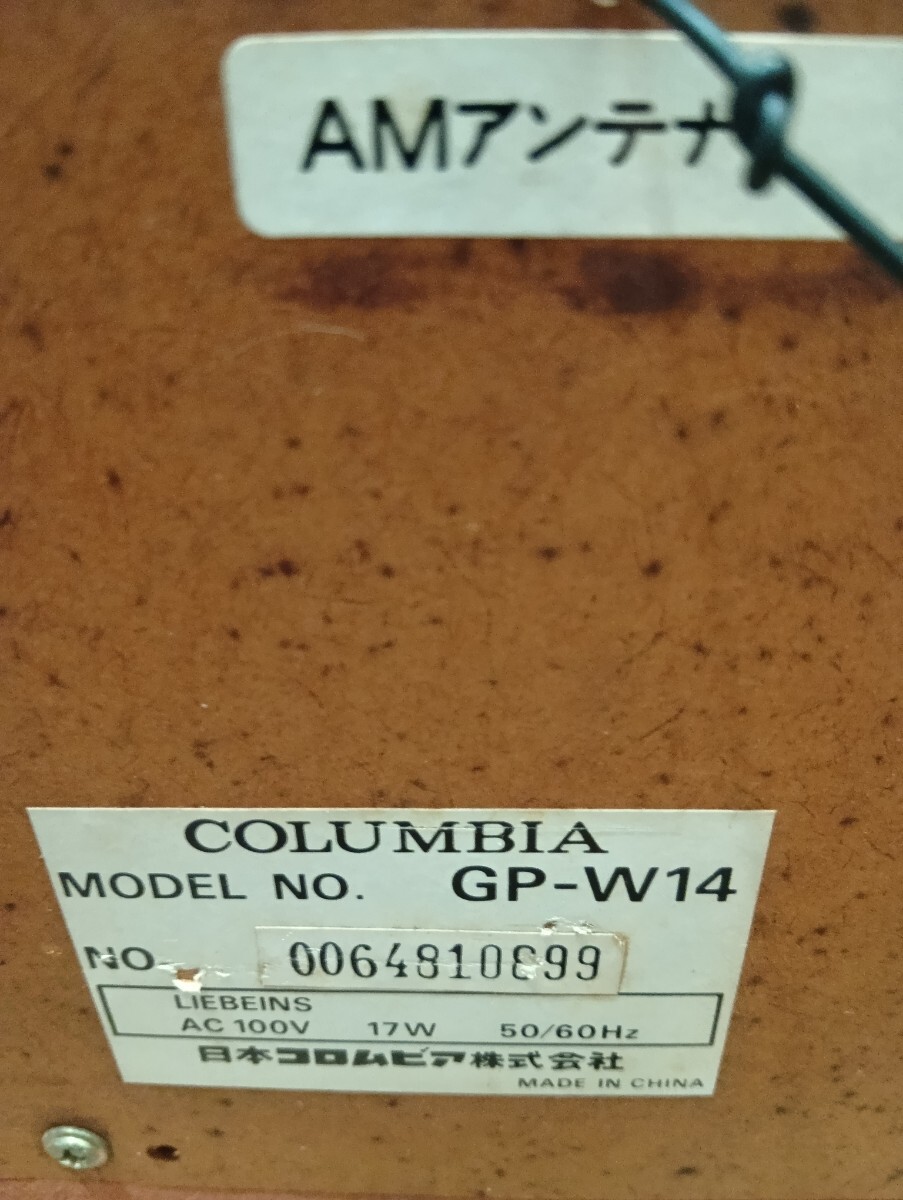 AMアンテナ
COLUMBIA
MODEL NO. GP-W14
NO.
LIEBEINS
AC 100V 17W 50/60Hz
日本コロムビア株式会社
MADE IN CHINA